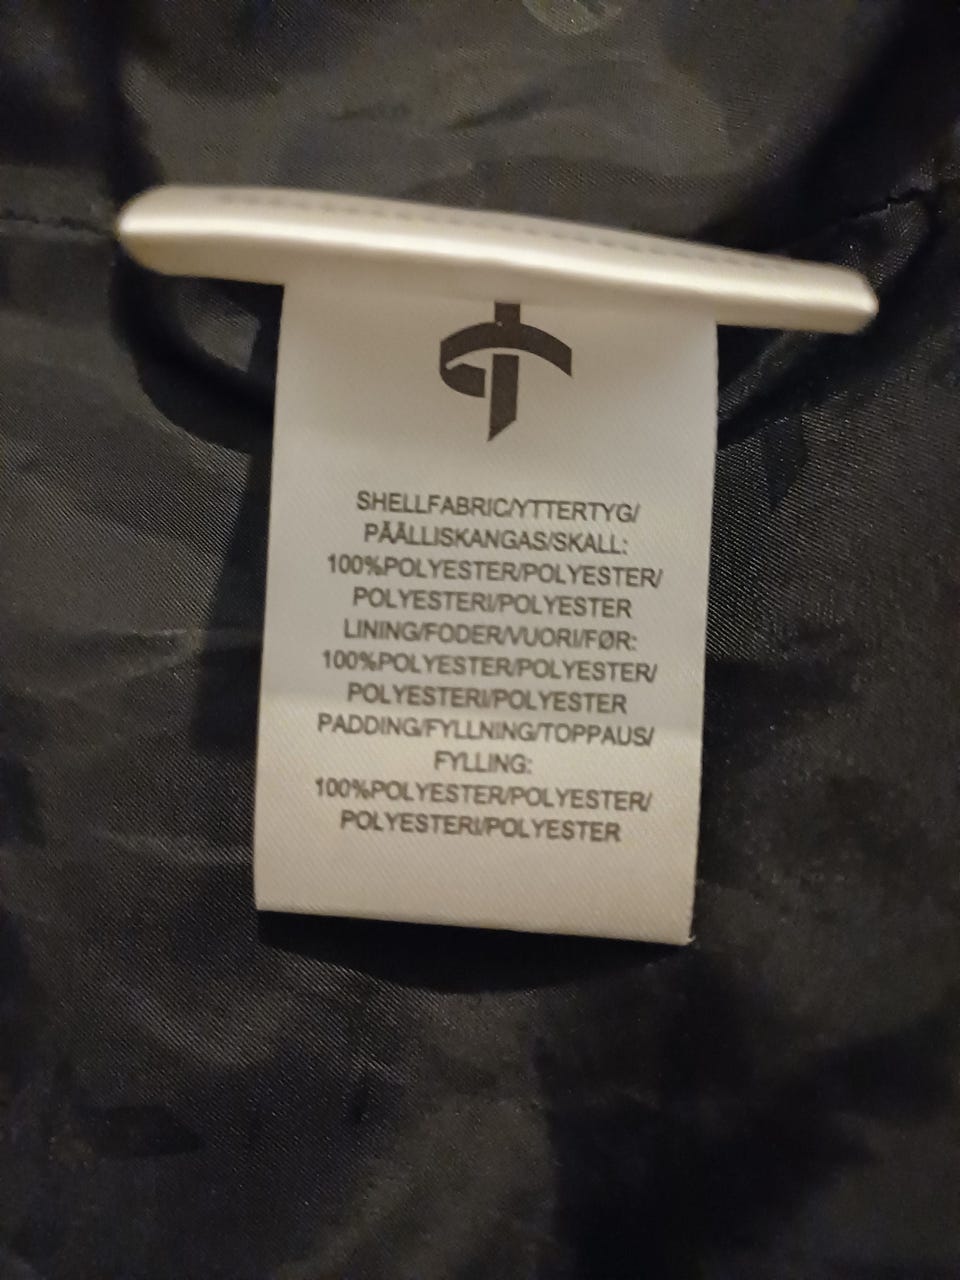 SHELLFABRIC/YTTERTYG/
PÅÅLLISKANGAS/SKALL:
100%POLYESTER/POLYESTER/
POLYESTERI/POLYESTER
LINING/FODER/VUORI/FØR:
100%POLYESTER/POLYESTER/
POLYESTERI/POLYESTER
PADDING/FYLLNING/TOPPAUS/
FYLLING:
100%POLYESTER/POLYESTER/
POLYESTERI/POLYESTER